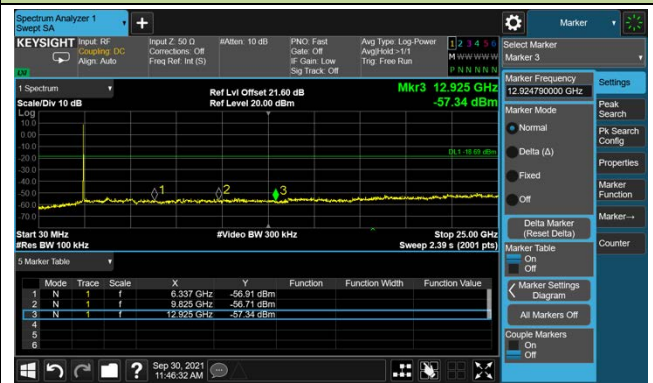 Spectrum Analyzer 1
Swept SA
Marker
KEYSIGHT
Input: RF
Coupling: DC
Align: Auto
Input Z: 50 Ω
Corrections: Off
Freq Ref: Int (S)
#Atten: 10 dB
PNO: Fast
Gate: Off
IF Gain: Low
Sig Track: Off
Avg Type: Log-Power
Avg|Hold:>1/1
Trig: Free Run
1 2 3 4 5 6
M W W W W W
P N N N N N
LXI
Select Marker
Marker 3
1 Spectrum
Scale/Div 10 dB
Ref Lvl Offset 21.60 dB
Ref Level 20.00 dBm
Mkr3 12.925 GHz
-57.34 dBm
Log
10.0
0.00
-10.0
-20.0
-30.0
-40.0
-50.0
-60.0
-70.0
DL1 -18.69 dBm
1
2
3
Start 30 MHz
#Res BW 100 kHz
#Video BW 300 kHz
Stop 25.00 GHz
Sweep 2.39 s (2001 pts)
5 Marker Table
Mode Trace Scale X Y Function Function Width Function Value
1 N 1 f 6.337 GHz -56.91 dBm
2 N 1 f 9.825 GHz -56.71 dBm
3 N 1 f 12.925 GHz -57.34 dBm
4
5
6
Marker Frequency
12.924790000 GHz
Marker Mode
Normal
Delta (Δ)
Fixed
Off
Delta Marker
(Reset Delta)
Marker Table
On
Off
Marker Settings
Diagram
All Markers Off
Couple Markers
On
Off
Settings
Peak
Search
Pk Search
Config
Properties
Marker
Function
Marker→
Counter
?
Sep 30, 2021
11:46:32 AM